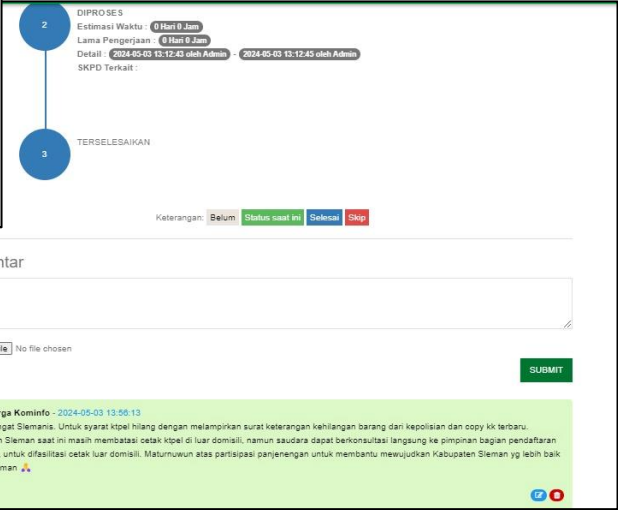 2
DIPROSES
Estimasi Waktu : 0 Hari 0 Jam
Lama Pengerjaan : 0 Hari 0 Jam
Detail : 2024-05-03 13:12:43 oleh Admin - 2024-05-03 13:12:45 oleh Admin
SKPD Terkait :
3
TERSELESAIKAN
Keterangan: Belum Status saat ini Selesai Skip
ntar
ile No file chosen
SUBMIT
rga Kominfo - 2024-05-03 13:56:13
ngat Slemanis. Untuk syarat ktpel hilang dengan melampirkan surat keterangan kehilangan barang dari kepolisian dan copy kk terbaru.
n Sleman saat ini masih membatasi cetak ktpel di luar domisili, namun saudara dapat berkonsultasi langsung ke pimpinan bagian pendaftaran
untuk difasilitasi cetak luar domisili. Maturnuwun atas partisipasi panjenengan untuk membantu mewujudkan Kabupaten Sleman yg lebih baik
man